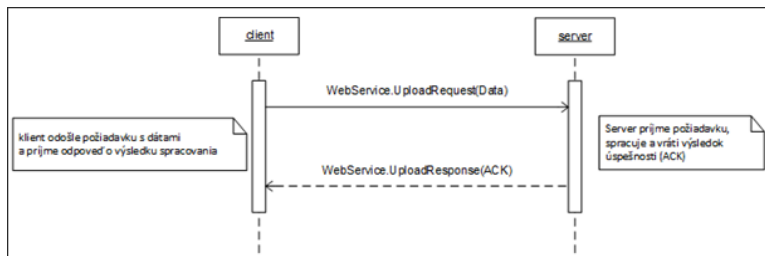 client
server
WebService.UploadRequest(Data)
klient odošle požiadavku s dátami
a prijme odpoveď o výsledku spracovania
Server prijme požiadavku,
spracuje a vráti výsledok
úspešnosti (ACK)
WebService.UploadResponse(ACK)